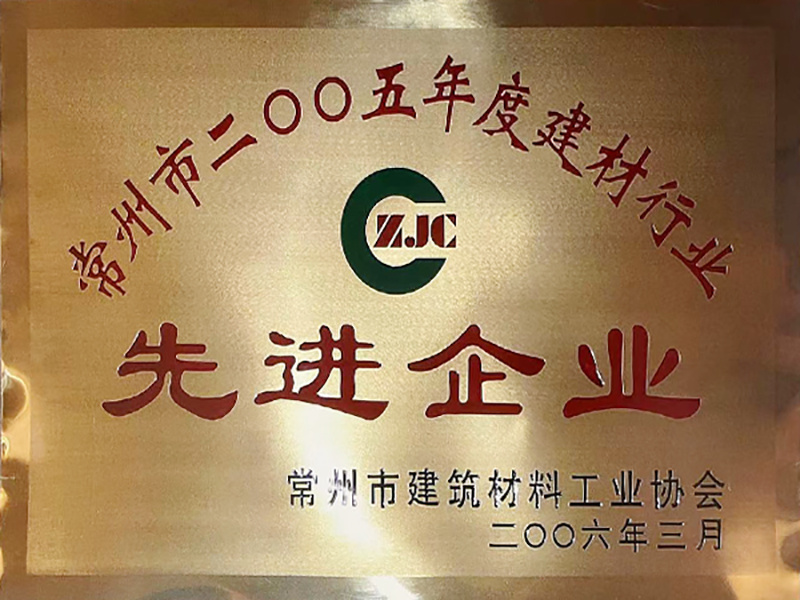 常州市二〇〇五年度建材行业
ZJC
先进企业
常州市建筑材料工业协会
二〇〇六年三月